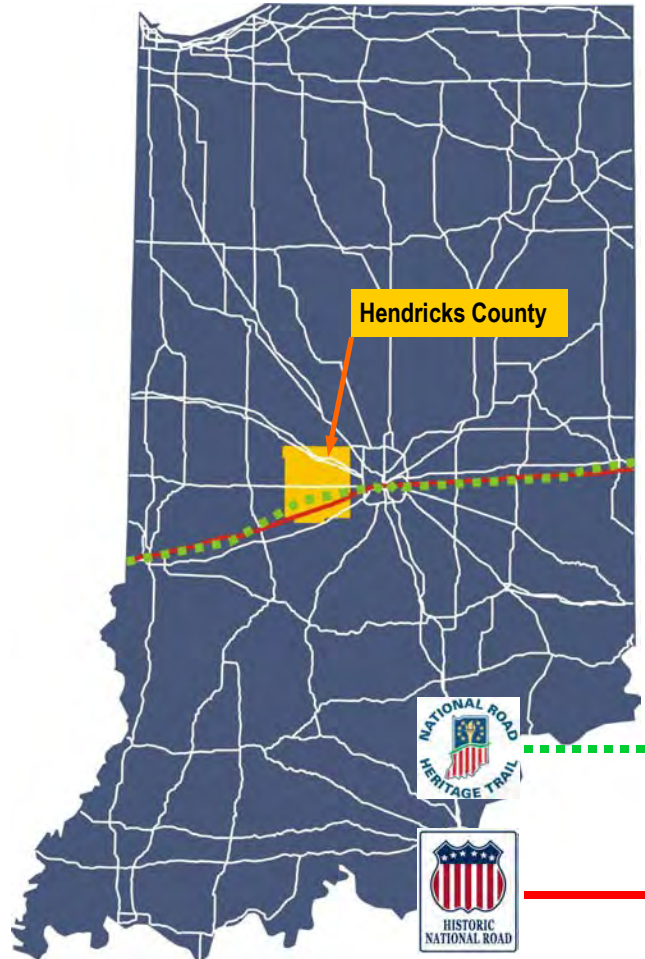 Hendricks County
NATIONAL ROAD
HERITAGE TRAIL
HISTORIC
NATIONAL ROAD